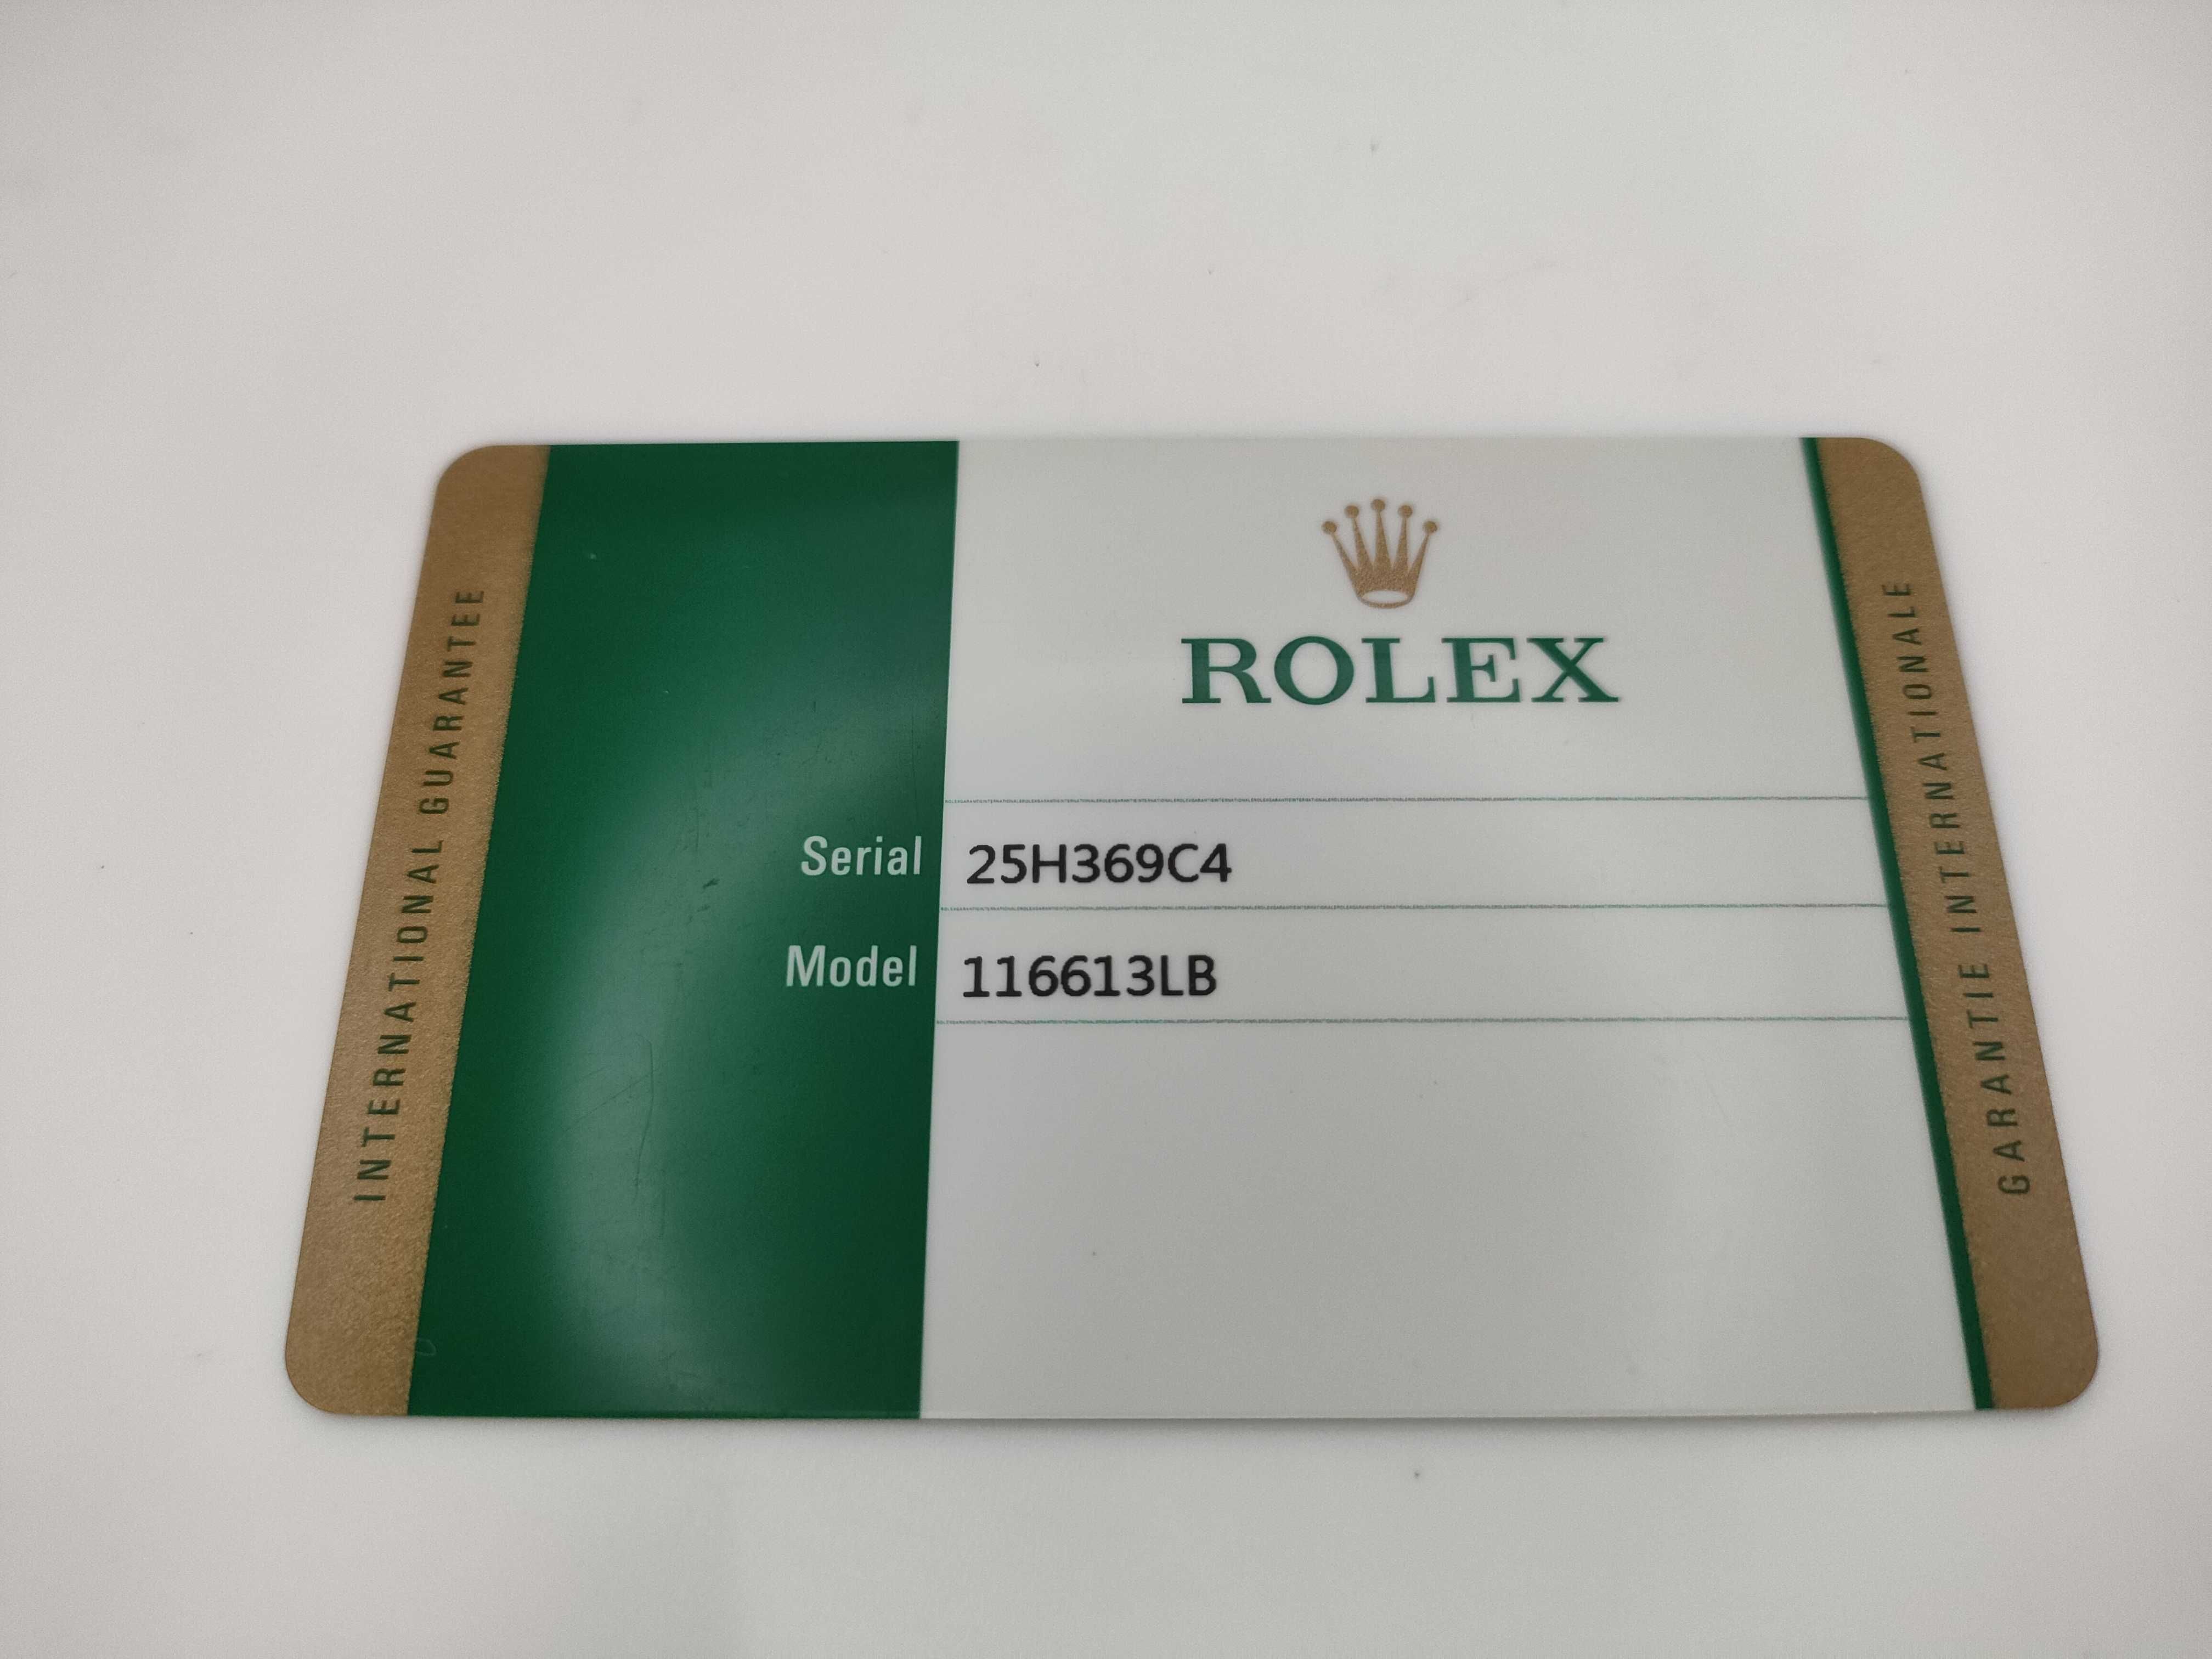 INTERNATIONAL GUARANTEE
ROLEX
Serial 25H369C4
Model 116613LB
GARANTIE INTERNATIONALE